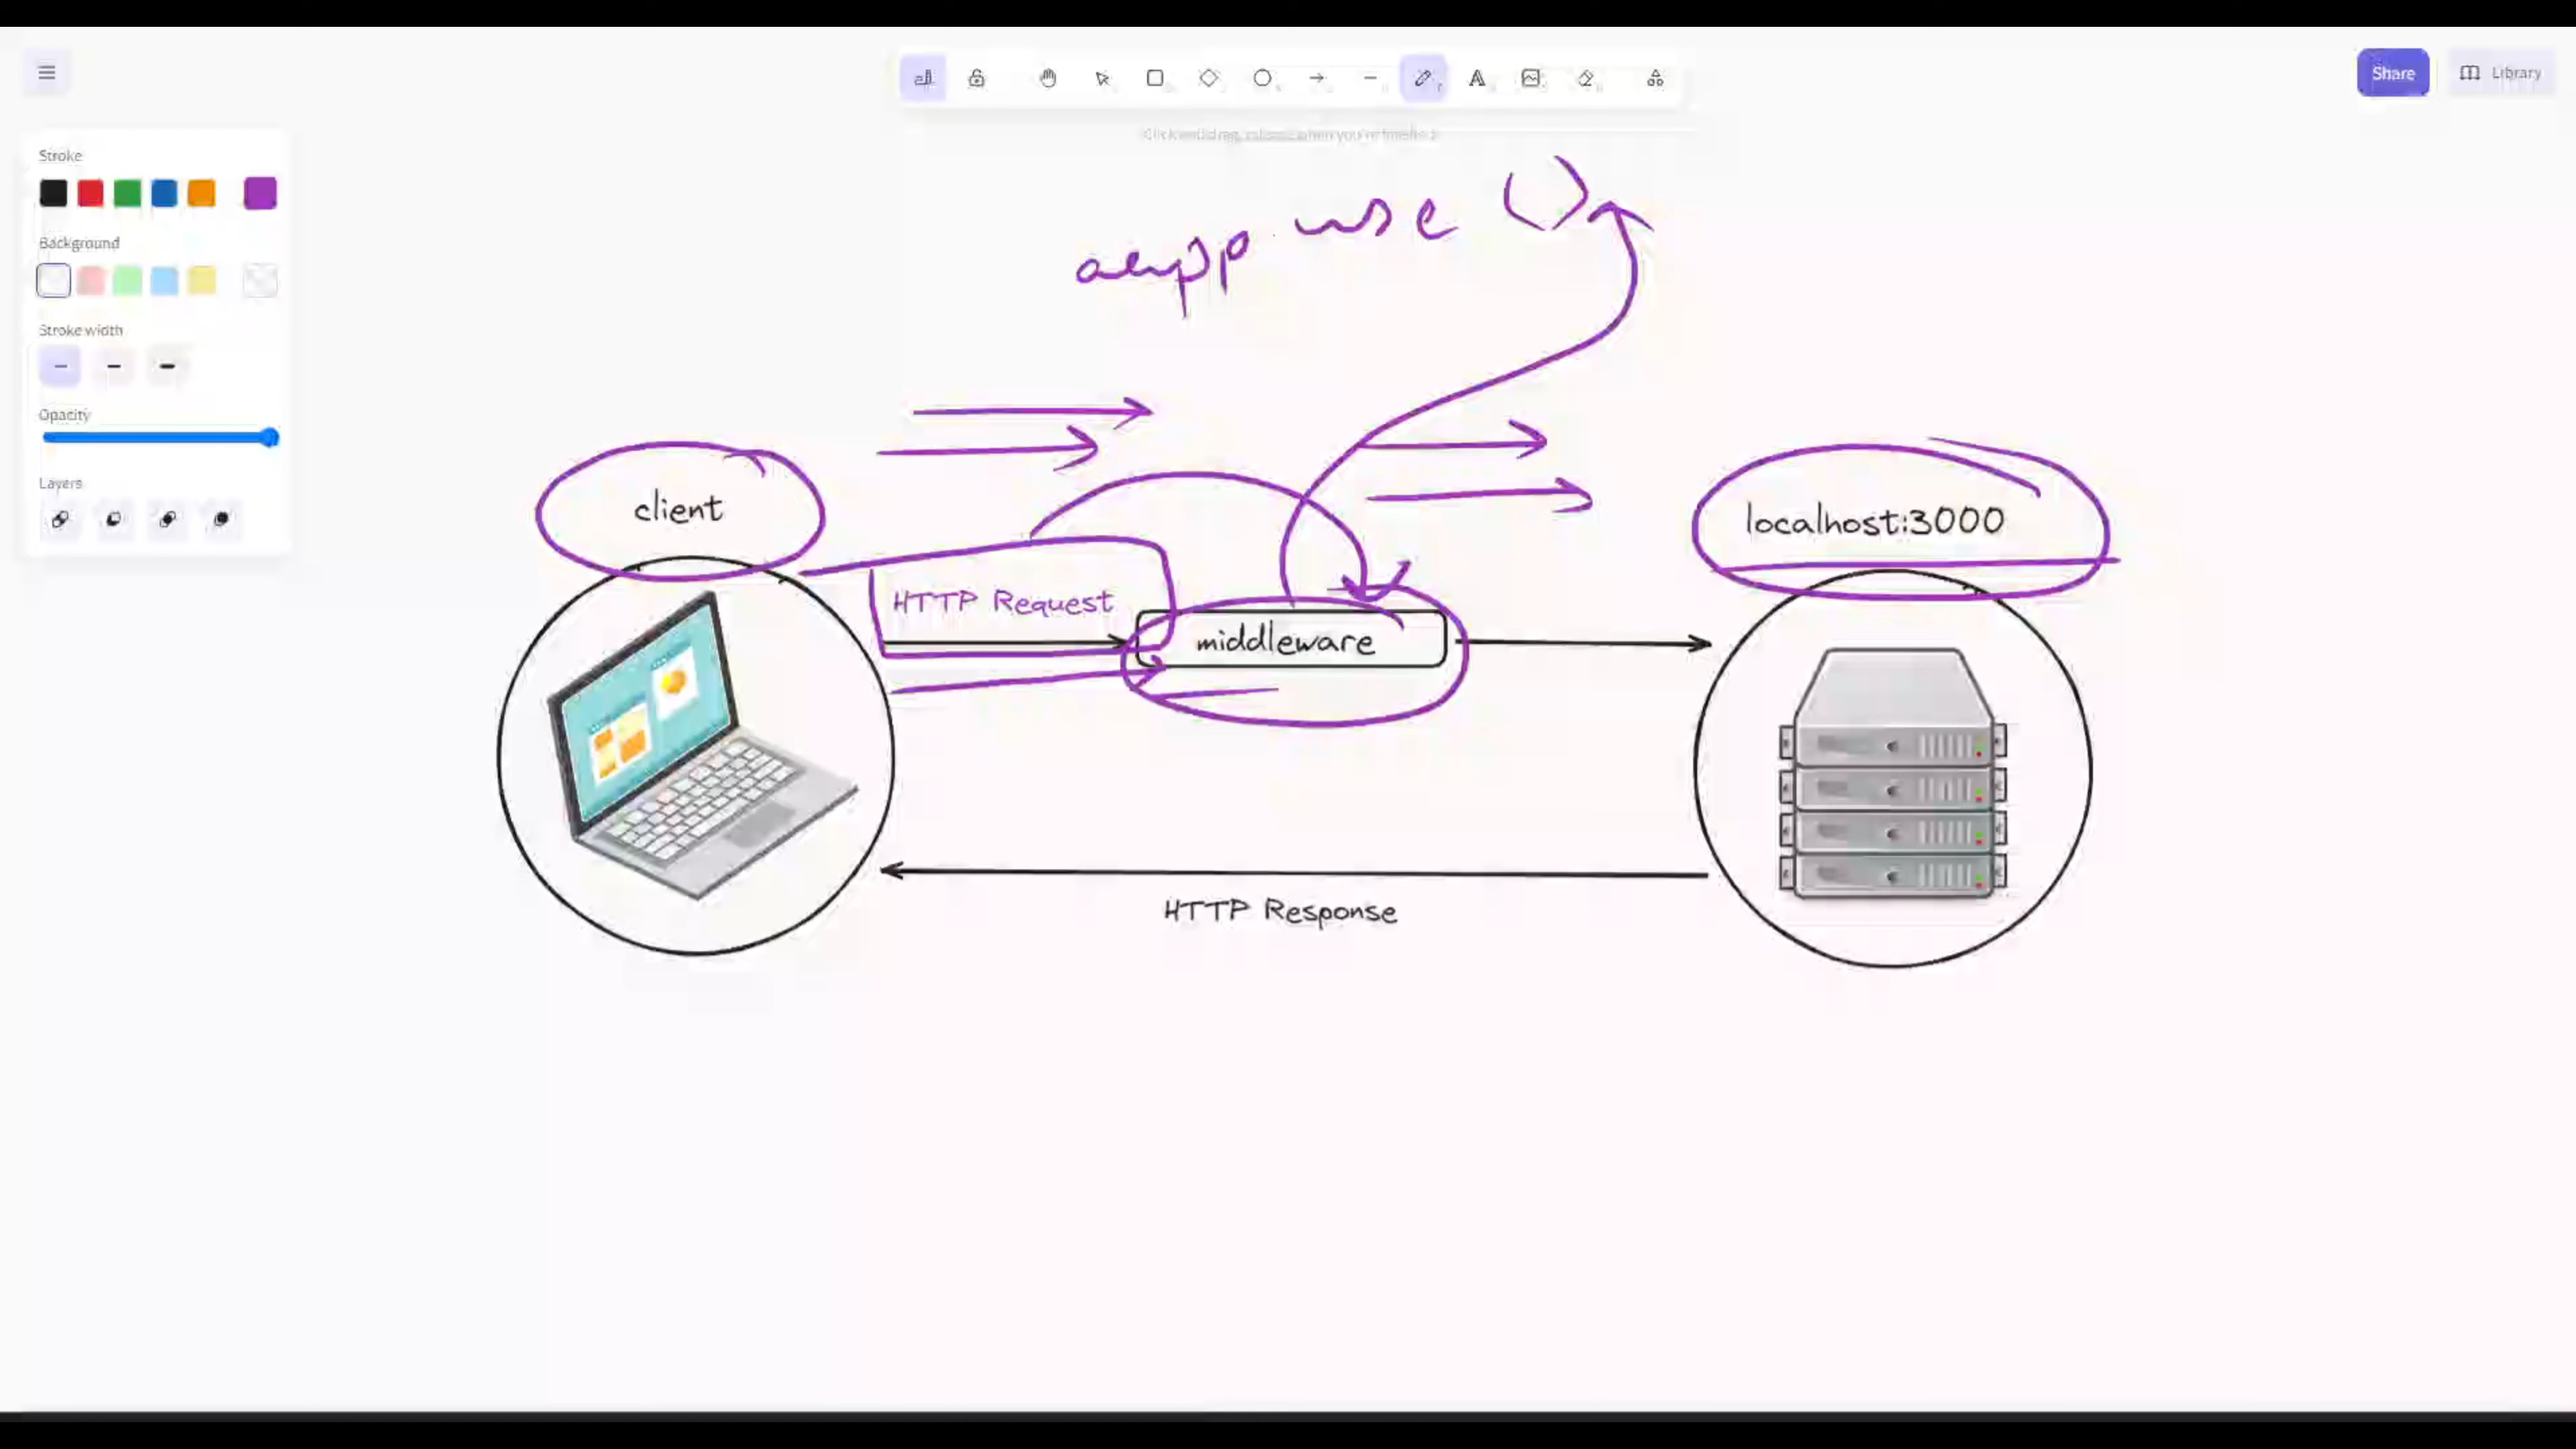 Share
Library
Stroke
Background
Stroke width
Opacity
Layers
app use ()
client
localhost:3000
HTTP Request
middleware
HTTP Response